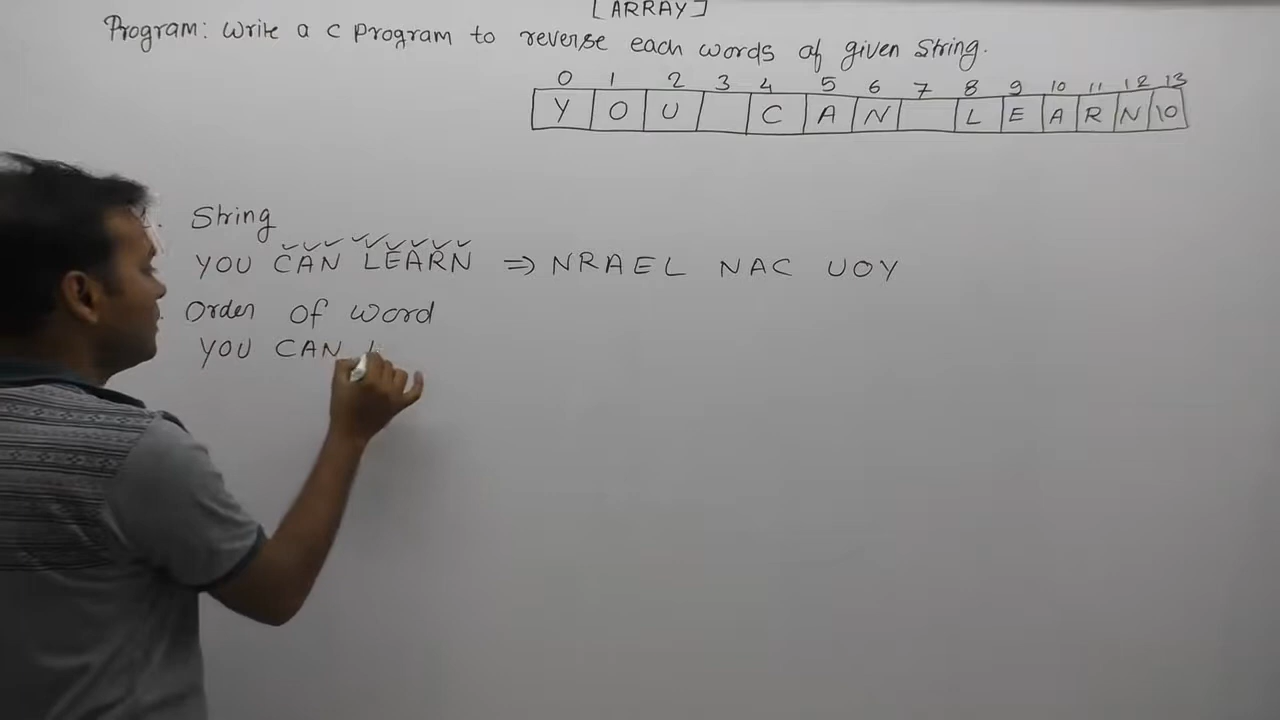 [ARRAY]
Program: Write a c program to reverse each words of given String.
0 1 2 3 4 5 6 7 8 9 10 11 12 13
Y O U C A N L E A R N \0
String
YOU CAN LEARN ⇒ NRAEL NAC UOY
Order of word
YOU CAN